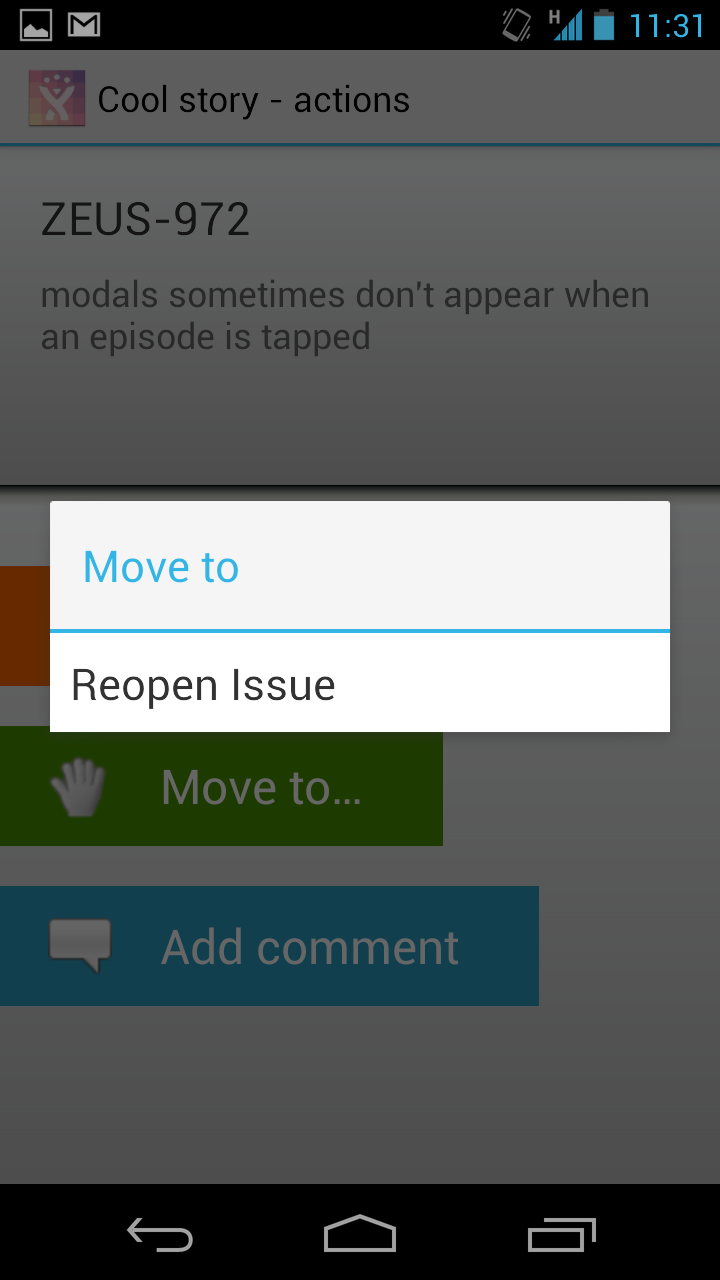 H 11:31
Cool story - actions
ZEUS-972
modals sometimes don't appear when
an episode is tapped
Move to
Reopen Issue
Move to...
Add comment